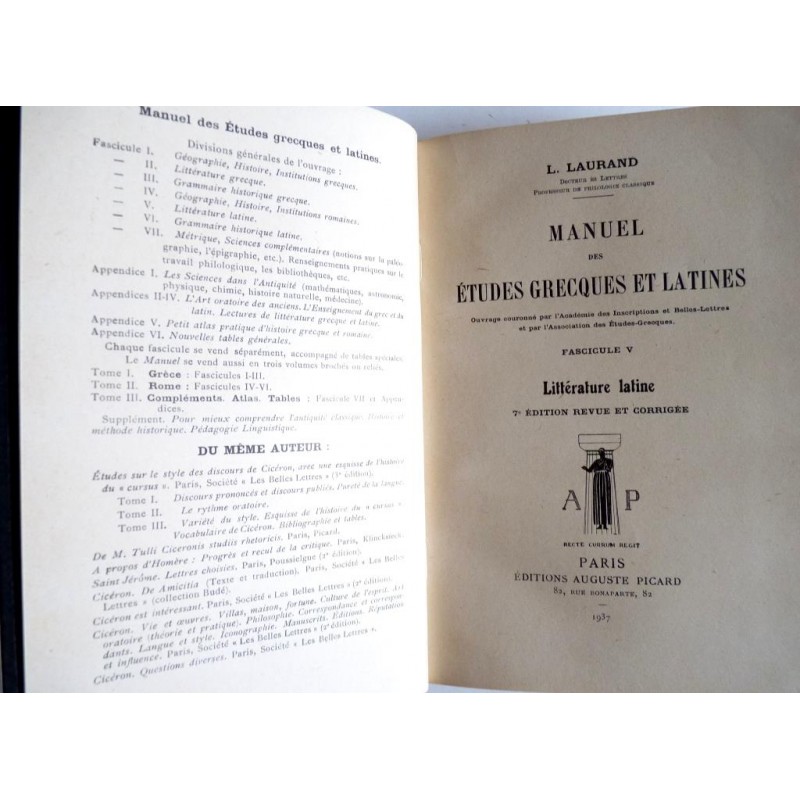 Manuel des Études grecques et latines.
Divisions générales de l'ouvrage :
Fascicule I. Géographie, Histoire, Institutions grecques.
— II. Littérature grecque.
— III. Grammaire historique grecque.
— IV. Géographie, Histoire, Institutions romaines.
— V. Littérature latine.
— VI. Grammaire historique latine.
— VII. Métrique, Sciences complémentaires (notions sur la paléo-
graphie, l'épigraphie, etc.). Renseignements pratiques sur le
travail philologique, les bibliothèques, etc.
Appendice I. Les Sciences dans l'Antiquité (mathématiques, astronomie,
physique, chimie, histoire naturelle, médecine).
Appendices II-IV. L'Art oratoire des anciens. L'Enseignement du grec et du
latin. Lectures de littérature grecque et latine.
Appendice V. Petit atlas pratique d'histoire grecque et romaine.
Appendice VI. Nouvelles tables générales.
Chaque fascicule se vend séparément, accompagné de tables spéciales.
Le Manuel se vend aussi en trois volumes brochés ou reliés.
Tome I. Grèce : Fascicules I-III.
Tome II. Rome : Fascicules IV-VI.
Tome III. Compléments. Atlas. Tables : Fascicule VII et Appen-
dices.
Supplément. Pour mieux comprendre l'antiquité classique. Histoire et
méthode historique. Pédagogie Linguistique.
DU MÊME AUTEUR :
Études sur le style des discours de Cicéron, avec une esquisse de l'histoire
du « cursus ». Paris, Société « Les Belles Lettres » édition).
Tome I. Discours prononcés et discours publiés. Pureté de la langue.
Tome II. Le rythme oratoire.
Tome III. Variété du style. Esquisse de l'histoire du « cursus ».
Vocabulaire de Cicéron. Bibliographie et tables.
De M. Tulli Ciceronis studiis rhetoricis. Paris, Picard.
A propos d'Homère : Progrès et recul de la critique. Paris, Klincksieck.
Saint Jérôme. Lettres choisies. Paris, Poussielgue (2e édition).
Cicéron. De Amicitia (Texte et traduction). Paris, Société « Les Belles
Lettres » (collection Budé).
Cicéron est intéressant. Paris, Société « Les Belles Lettres » (2e édition).
Cicéron. Vie et œuvres. Villas, maison, fortune. Culture de l'esprit. Art
oratoire (théorie et pratique). Philosophie. Correspondance et correspon-
dants. Langue et style. Iconographie. Manuscrits. Éditions. Réputation
et influence. Paris, Société « Les Belles Lettres » (2e édition).
Cicéron. Questions diverses. Paris, Société « Les Belles Lettres ».
L. LAURAND
Docteur ès Lettres
Professeur de philologie classique
MANUEL
DES
ÉTUDES GRECQUES ET LATINES
Ouvrage couronné par l'Académie des Inscriptions et Belles-Lettres
et par l'Association des Études-Grecques.
FASCICULE V
Littérature latine
7e ÉDITION REVUE ET CORRIGÉE
A P
RECTE CURSUM REGIT
PARIS
ÉDITIONS AUGUSTE PICARD
82, RUE BONAPARTE, 82
1937